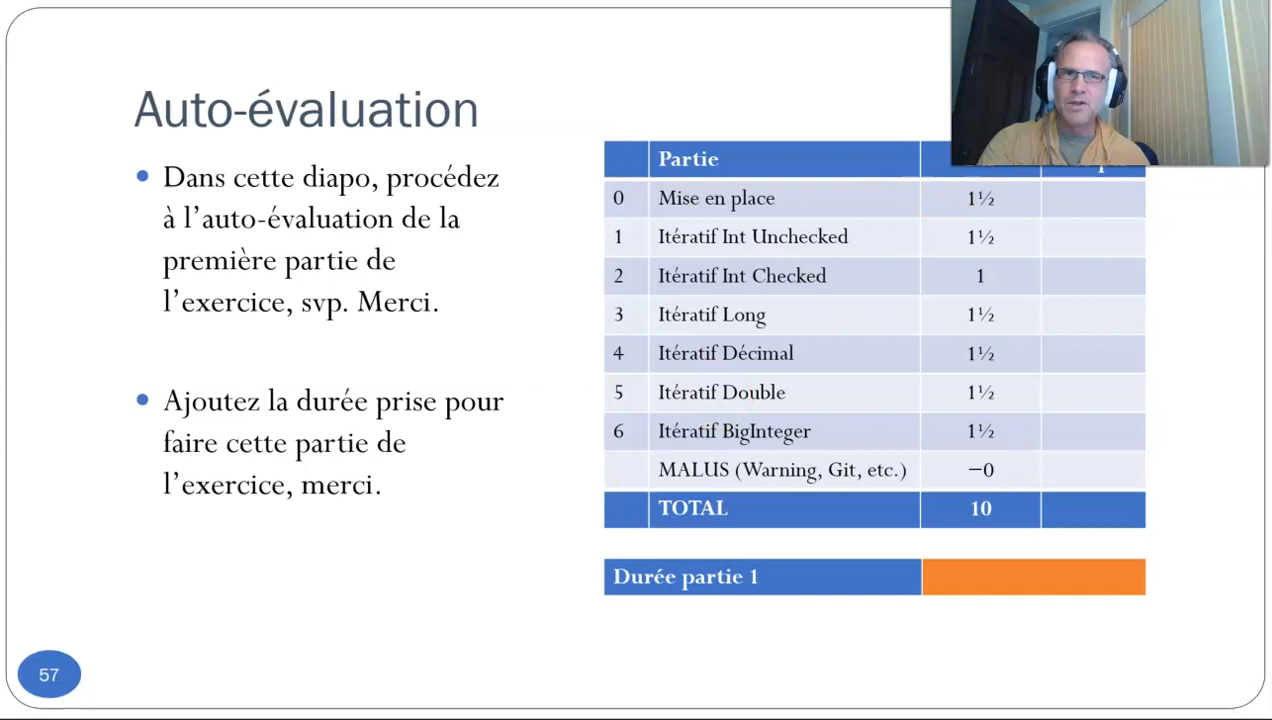 Auto-évaluation
Dans cette diapo, procédez
à l’auto-évaluation de la
première partie de
l’exercice, svp. Merci.
Ajoutez la durée prise pour
faire cette partie de
l’exercice, merci.
Partie
0 Mise en place 1½
1 Itératif Int Unchecked 1½
2 Itératif Int Checked 1
3 Itératif Long 1½
4 Itératif Décimal 1½
5 Itératif Double 1½
6 Itératif BigInteger 1½
MALUS (Warning, Git, etc.) −0
TOTAL 10
Durée partie 1
57